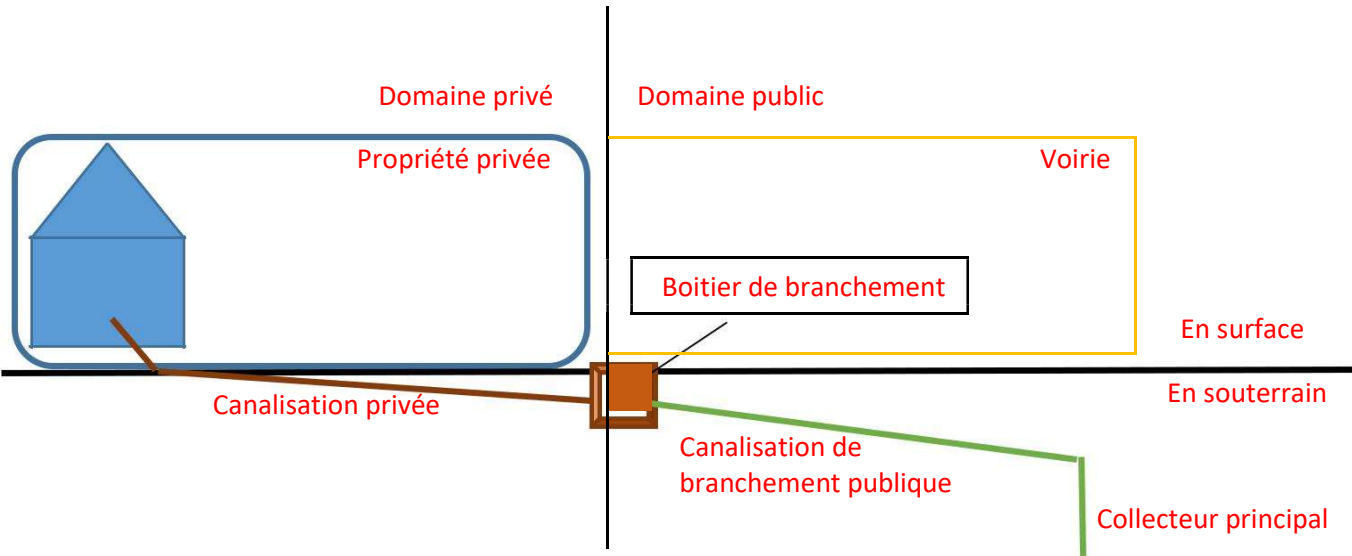 Domaine privé
Domaine public
Propriété privée
Voirie
Boitier de branchement
En surface
En souterrain
Canalisation privée
Canalisation de
branchement publique
Collecteur principal